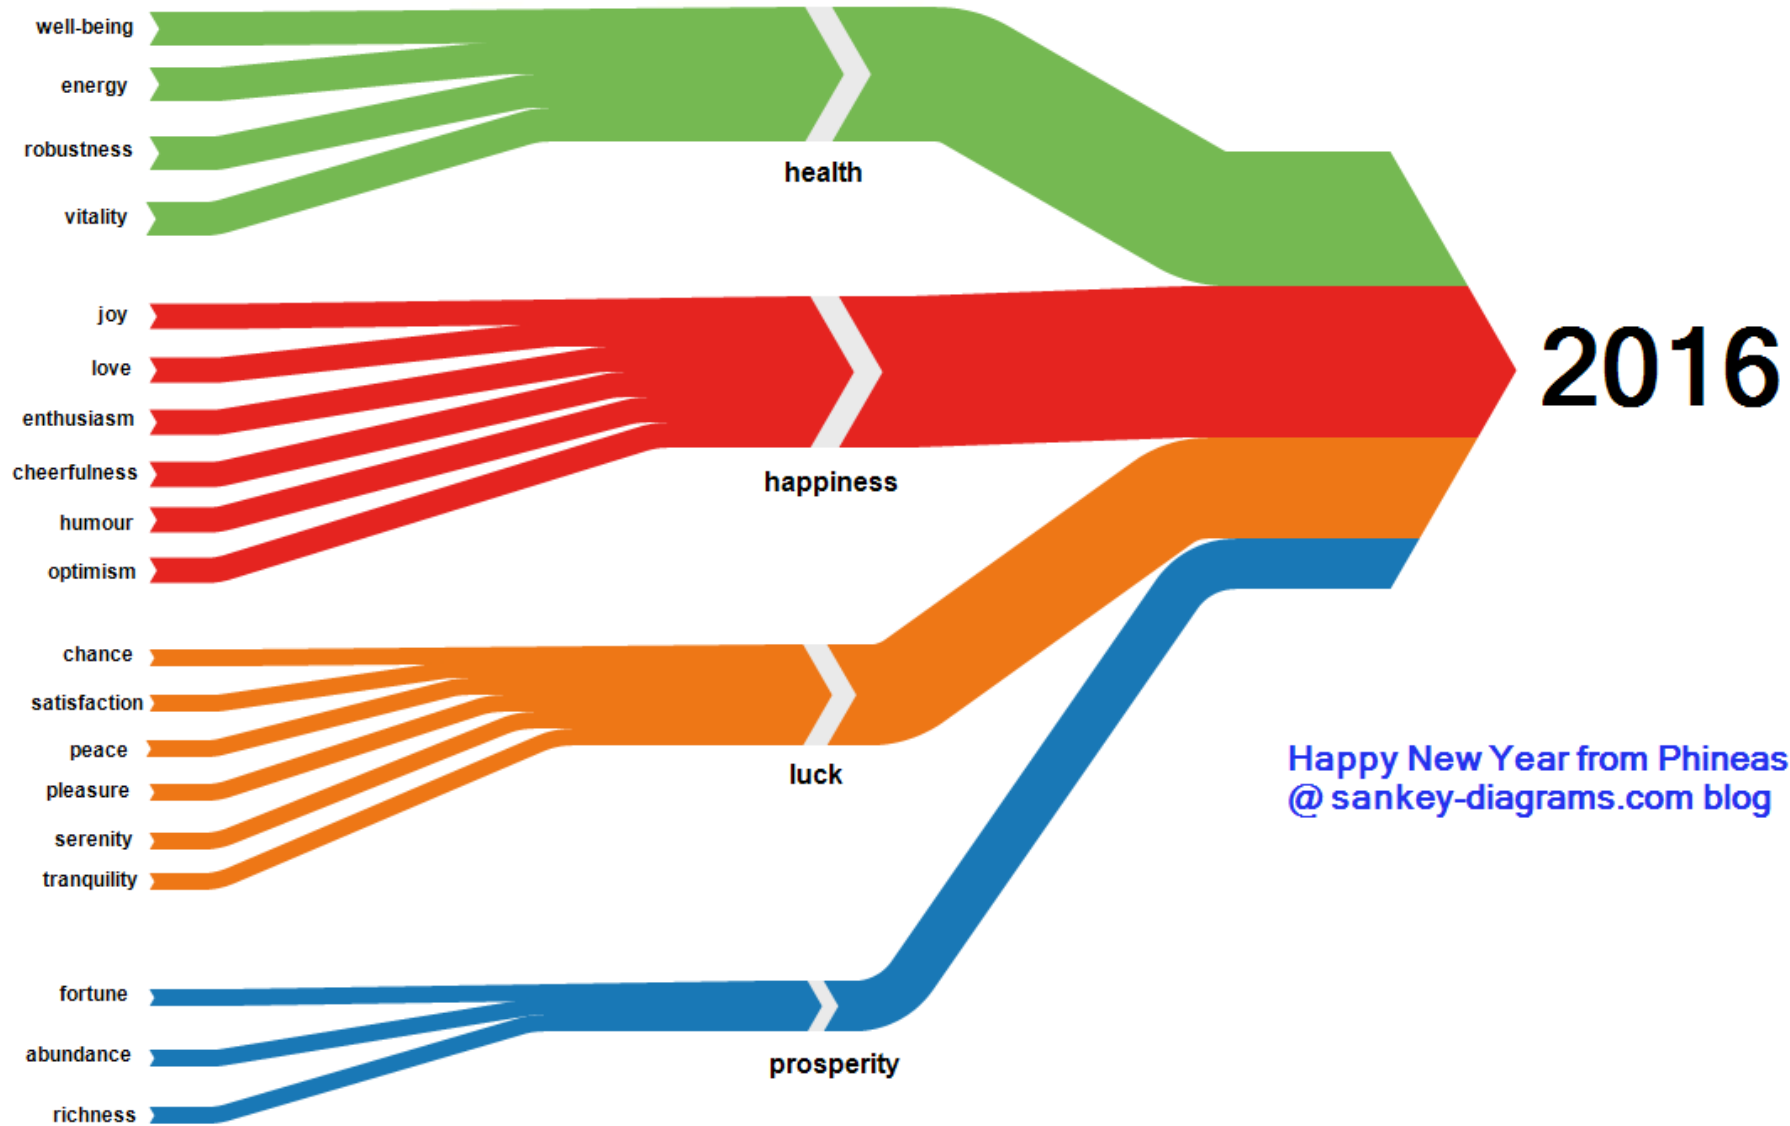 well-being
energy
robustness
vitality
health
joy
love
enthusiasm
cheerfulness
humour
optimism
happiness
2016
chance
satisfaction
peace
pleasure
serenity
tranquility
luck
Happy New Year from Phineas
@ sankey-diagrams.com blog
fortune
abundance
richness
prosperity